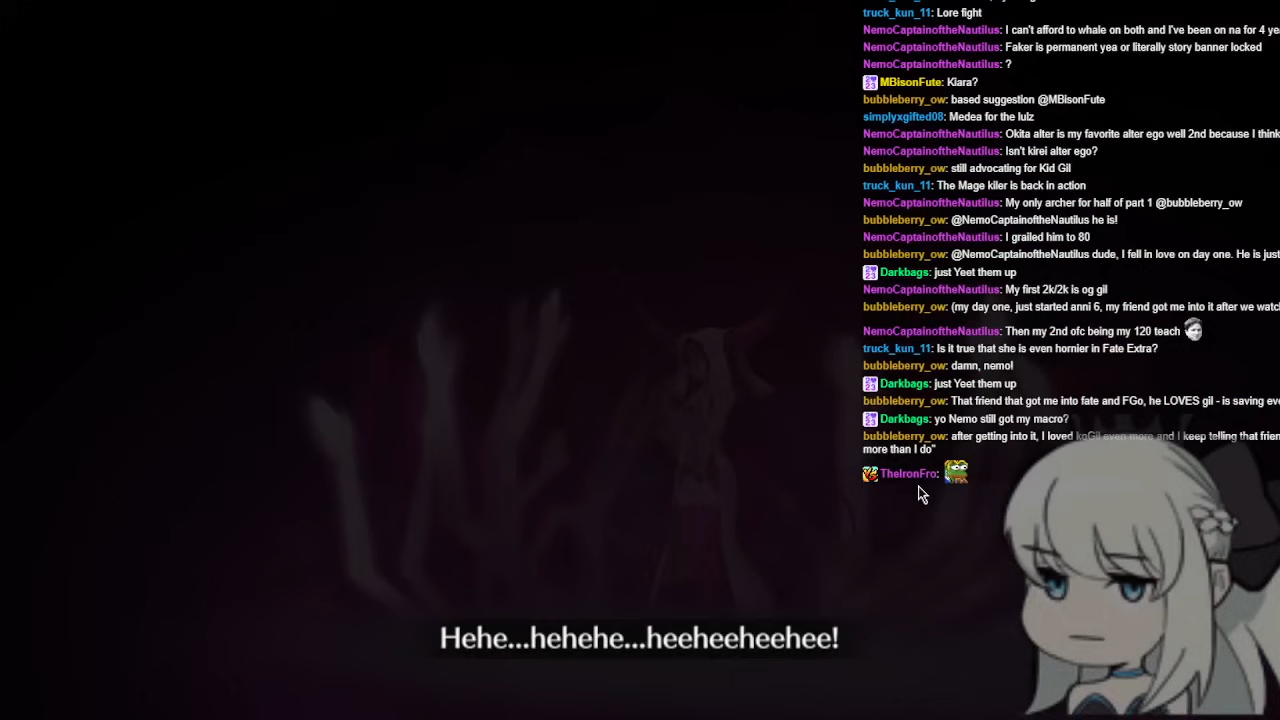 truck_kun_11: Lore fight
NemoCaptainoftheNautilus: I can't afford to whale on both and I've been on na for 4
NemoCaptainoftheNautilus: Faker is permanent yea or literally story banner locked
NemoCaptainoftheNautilus: ?
MBisonFute: Kiara?
bubbleberry_ow: based suggestion @MBisonFute
simplyxgifted08: Medea for the lulz
NemoCaptainoftheNautilus: Okita alter is my favorite alter ego well 2nd because I think
NemoCaptainoftheNautilus: Isn't kirei alter ego?
bubbleberry_ow: still advocating for Kid Gil
truck_kun_11: The Mage kiler is back in action
NemoCaptainoftheNautilus: My only archer for half of part 1 @bubbleberry_ow
bubbleberry_ow: @NemoCaptainoftheNautilus he is!
NemoCaptainoftheNautilus: I grailed him to 80
bubbleberry_ow: @NemoCaptainoftheNautilus dude, I fell in love on day one. He is just
Darkbags: just Yeet them up
NemoCaptainoftheNautilus: My first 2k/2k is og gil
bubbleberry_ow: (my day one, just started anni 6, my friend got me into it after we
NemoCaptainoftheNautilus: Then my 2nd ofc being my 120 teach
truck_kun_11: Is it true that she is even hornier in Fate Extra?
bubbleberry_ow: damn, nemo!
Darkbags: just Yeet them up
bubbleberry_ow: That friend that got me into fate and FGo, he LOVES gil - is saving
Darkbags: yo Nemo still got my macro?
bubbleberry_ow: after getting into it, I loved koGil even more and I keep telling that
more than I do"
TheIronFro:
Hehe...hehehe...heeheeheehee!